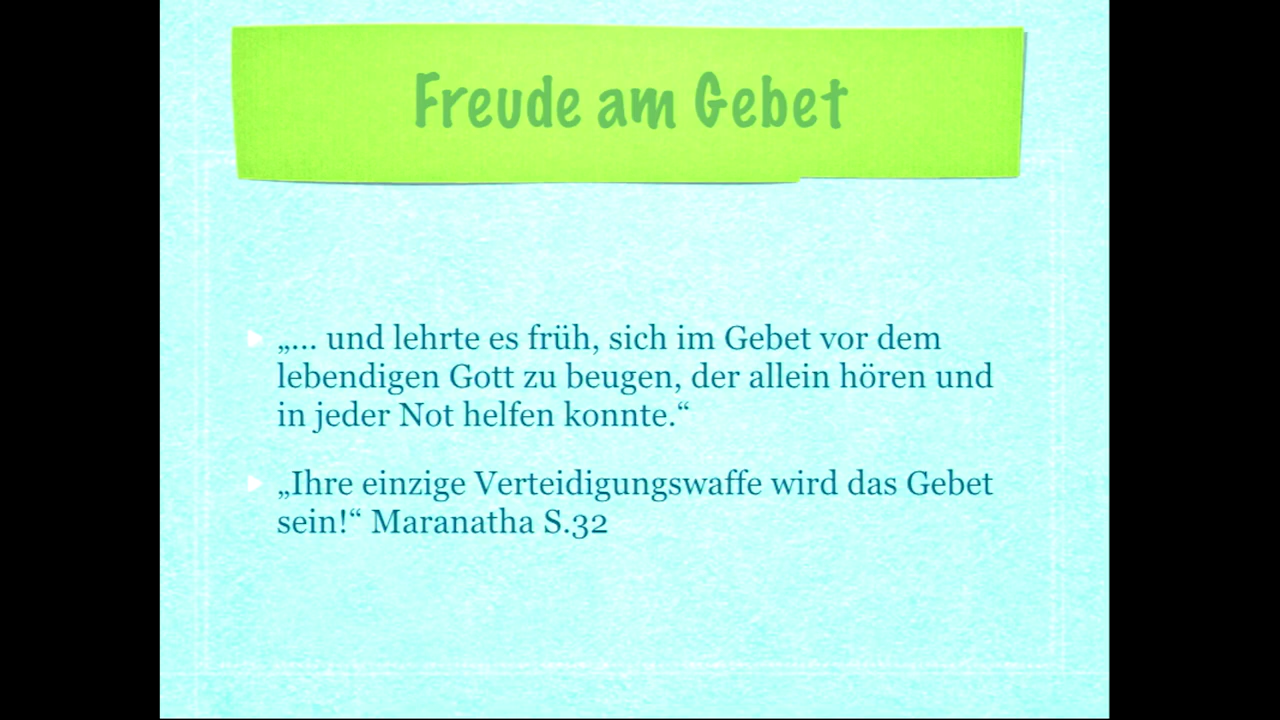 Freude am Gebet
„... und lehrte es früh, sich im Gebet vor dem
lebendigen Gott zu beugen, der allein hören und
in jeder Not helfen konnte.“
„Ihre einzige Verteidigungswaffe wird das Gebet
sein!“ Maranatha S.32